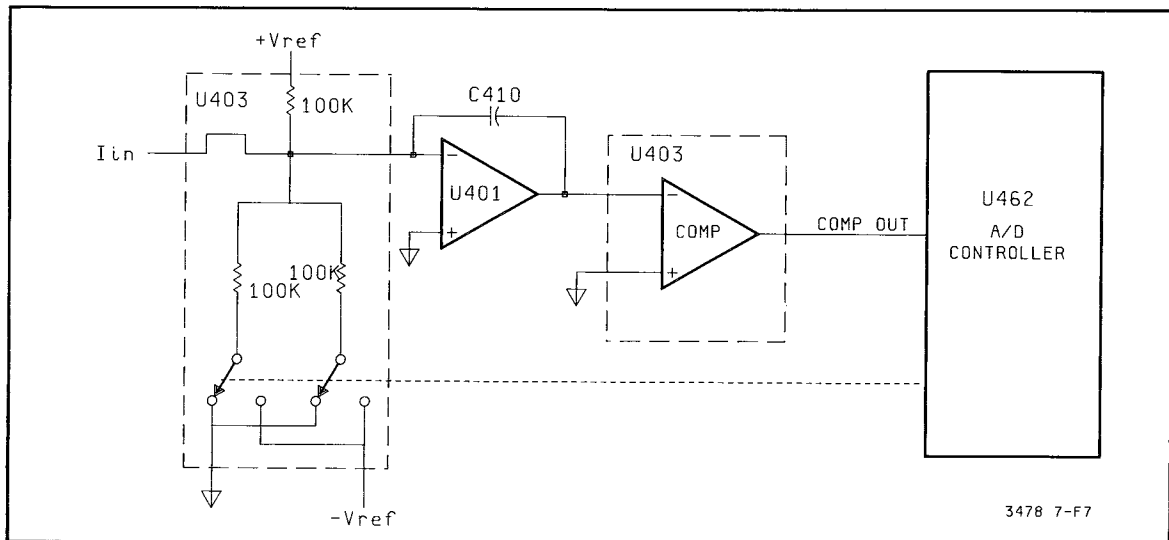 +Vref
U403
100K
C410
Iin
U403
U401
COMP
COMP OUT
U462
A/D
CONTROLLER
100K
100K
-Vref
3478 7-F7
-
+
-
+